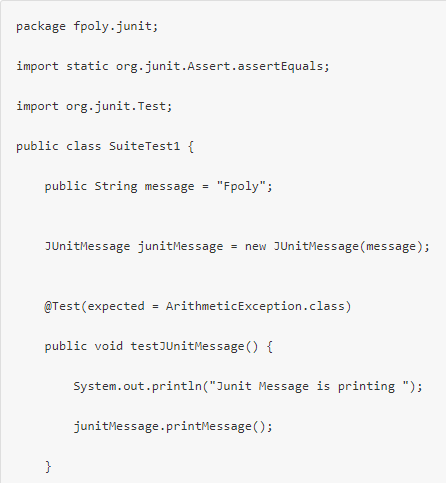 package fpoly.junit;
import static org.junit.Assert.assertEquals;
import org.junit.Test;
public class SuiteTest1 {
    public String message = "Fpoly";
    JUnitMessage junitMessage = new JUnitMessage(message);
    @Test(expected = ArithmeticException.class)
    public void testJUnitMessage() {
        System.out.println("Junit Message is printing ");
        junitMessage.printMessage();
    }